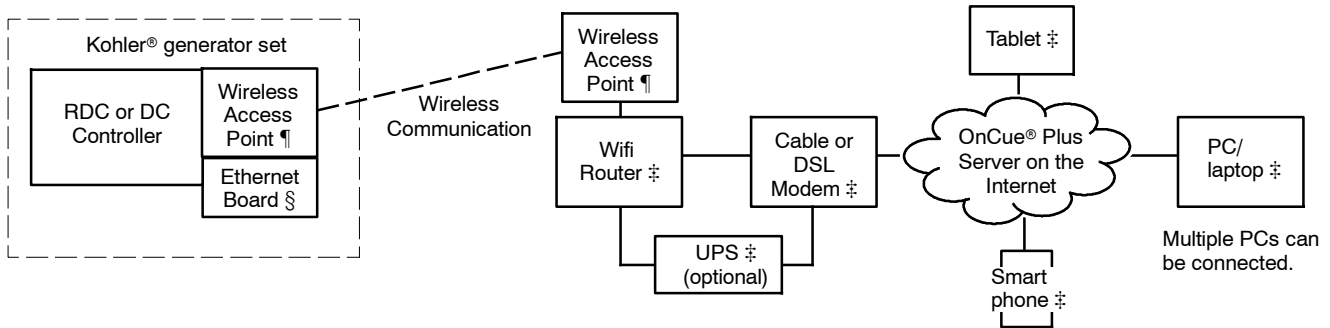 Kohler® generator set
RDC or DC
Controller
Wireless
Access
Point ¶
Ethernet
Board §
Wireless
Communication
Wireless
Access
Point ¶
Wifi
Router ‡
Cable or
DSL
Modem ‡
UPS ‡
(optional)
Tablet ‡
OnCue® Plus
Server on the
Internet
Smart
phone ‡
PC/
laptop ‡
Multiple PCs can
be connected.